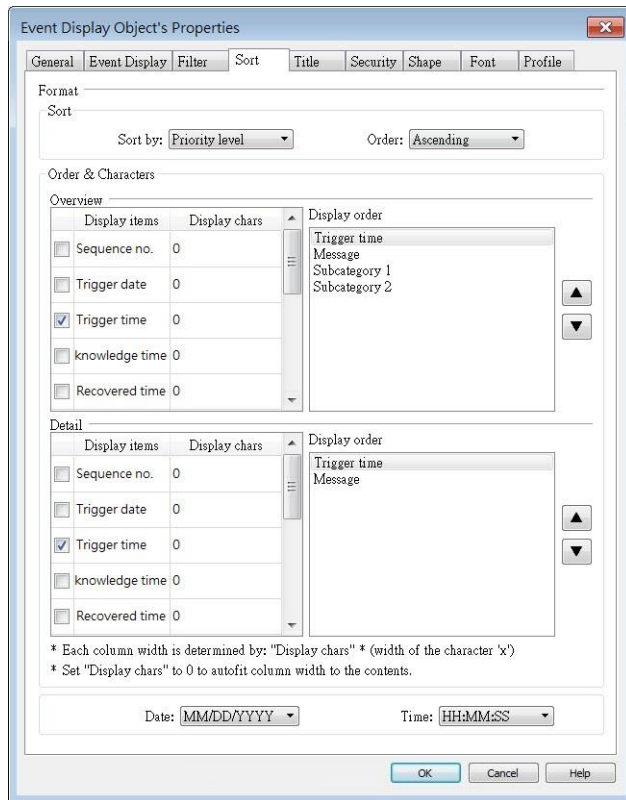 Event Display Object's Properties
General Event Display Filter Sort Title Security Shape Font Profile
Format
Sort
Sort by: Priority level Order: Ascending
Order & Characters
Overview
Display items Display chars
Sequence no. 0
Trigger date 0
Trigger time 0
knowledge time 0
Recovered time 0
Display order
Trigger time
Message
Subcategory 1
Subcategory 2
Detail
Display items Display chars
Sequence no. 0
Trigger date 0
Trigger time 0
knowledge time 0
Recovered time 0
Display order
Trigger time
Message
* Each column width is determined by: "Display chars" * (width of the character 'x')
* Set "Display chars" to 0 to autofit column width to the contents.
Date: MM/DD/YYYY Time: HH:MM:SS
OK Cancel Help